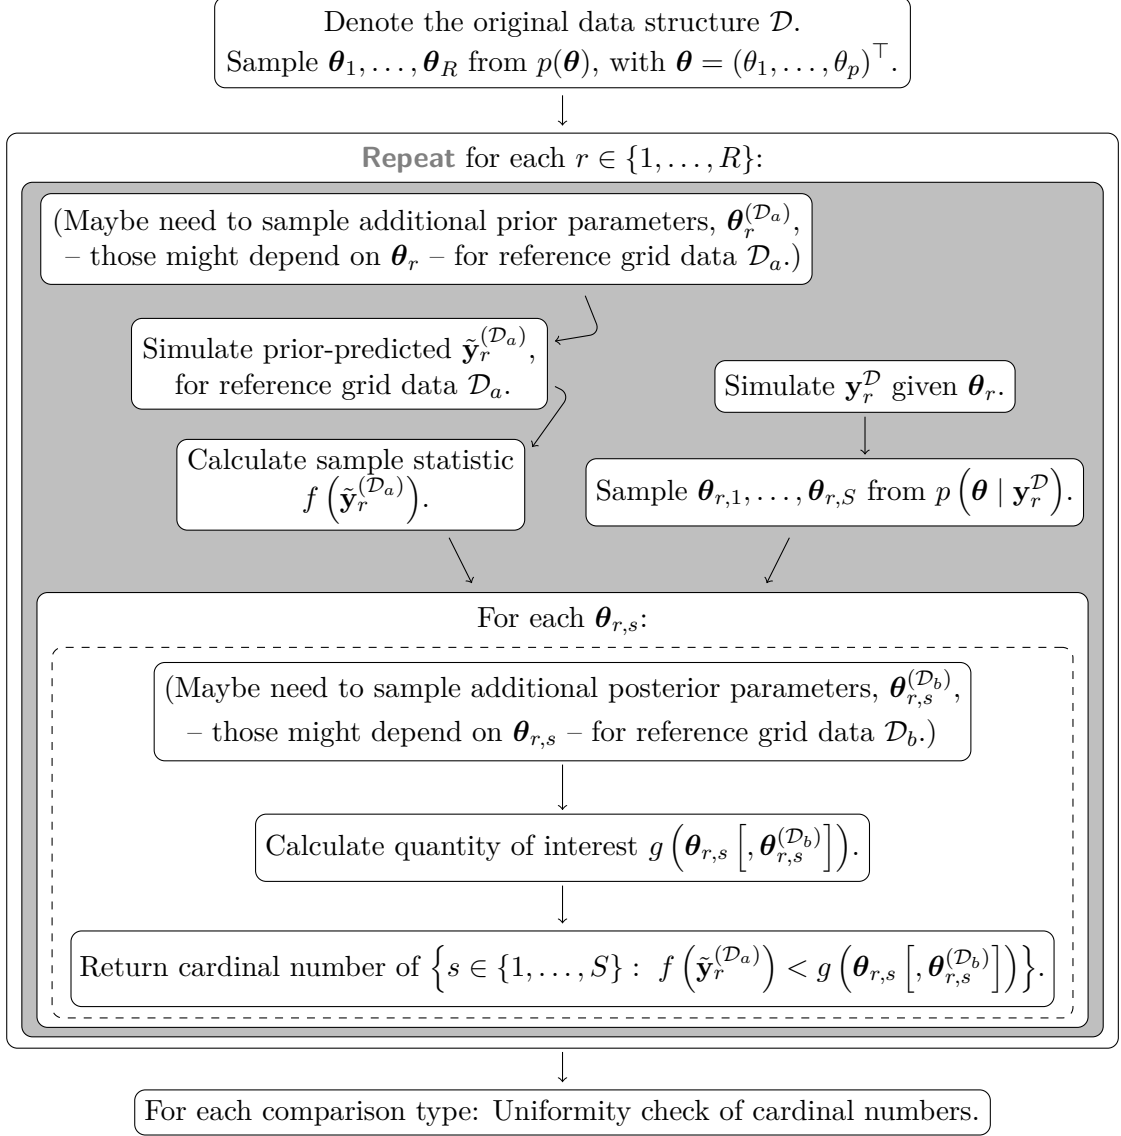 Denote the original data structure 𝒟.
Sample 𝜽₁, …, 𝜽_R from p(𝜽), with 𝜽 = (θ₁, …, θ_p)^⊤.
Repeat for each r ∈ {1, …, R}:
(Maybe need to sample additional prior parameters, 𝜽_r^(𝒟_a),
– those might depend on 𝜽_r – for reference grid data 𝒟_a.)
Simulate prior-predicted ỹ_r^(𝒟_a),
for reference grid data 𝒟_a.
Simulate y_r^𝒟 given 𝜽_r.
Calculate sample statistic
f(ỹ_r^(𝒟_a)).
Sample 𝜽_{r,1}, …, 𝜽_{r,S} from p(𝜽 | y_r^𝒟).
For each 𝜽_{r,s}:
(Maybe need to sample additional posterior parameters, 𝜽_{r,s}^(𝒟_b),
– those might depend on 𝜽_{r,s} – for reference grid data 𝒟_b.)
Calculate quantity of interest g(𝜽_{r,s} [, 𝜽_{r,s}^(𝒟_b)]).
Return cardinal number of {s ∈ {1, …, S} : f(ỹ_r^(𝒟_a)) < g(𝜽_{r,s} [, 𝜽_{r,s}^(𝒟_b)])}.
For each comparison type: Uniformity check of cardinal numbers.